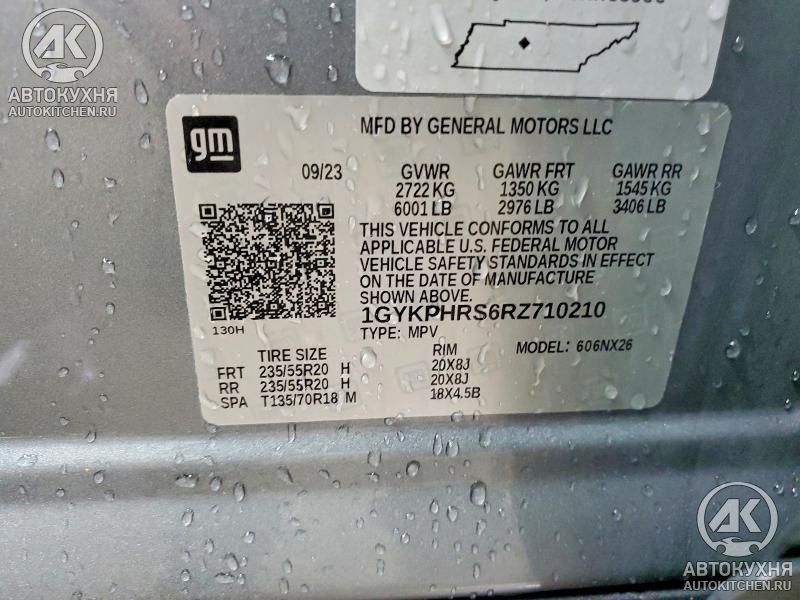 AK
АВТОКУХНЯ
AUTOKITCHEN.RU
gm
MFD BY GENERAL MOTORS LLC
09/23
GVWR GAWR FRT GAWR RR
2722 KG 1350 KG 1545 KG
6001 LB 2976 LB 3406 LB
THIS VEHICLE CONFORMS TO ALL
APPLICABLE U.S. FEDERAL MOTOR
VEHICLE SAFETY STANDARDS IN EFFECT
ON THE DATE OF MANUFACTURE
SHOWN ABOVE.
130H
1GYKPHRS6RZ710210
TYPE: MPV
MODEL: 606NX26
TIRE SIZE RIM
FRT 235/55R20 H 20X8J
RR 235/55R20 H 20X8J
SPA T135/70R18 M 18X4.5B
AK
АВТОКУХНЯ
AUTOKITCHEN.RU